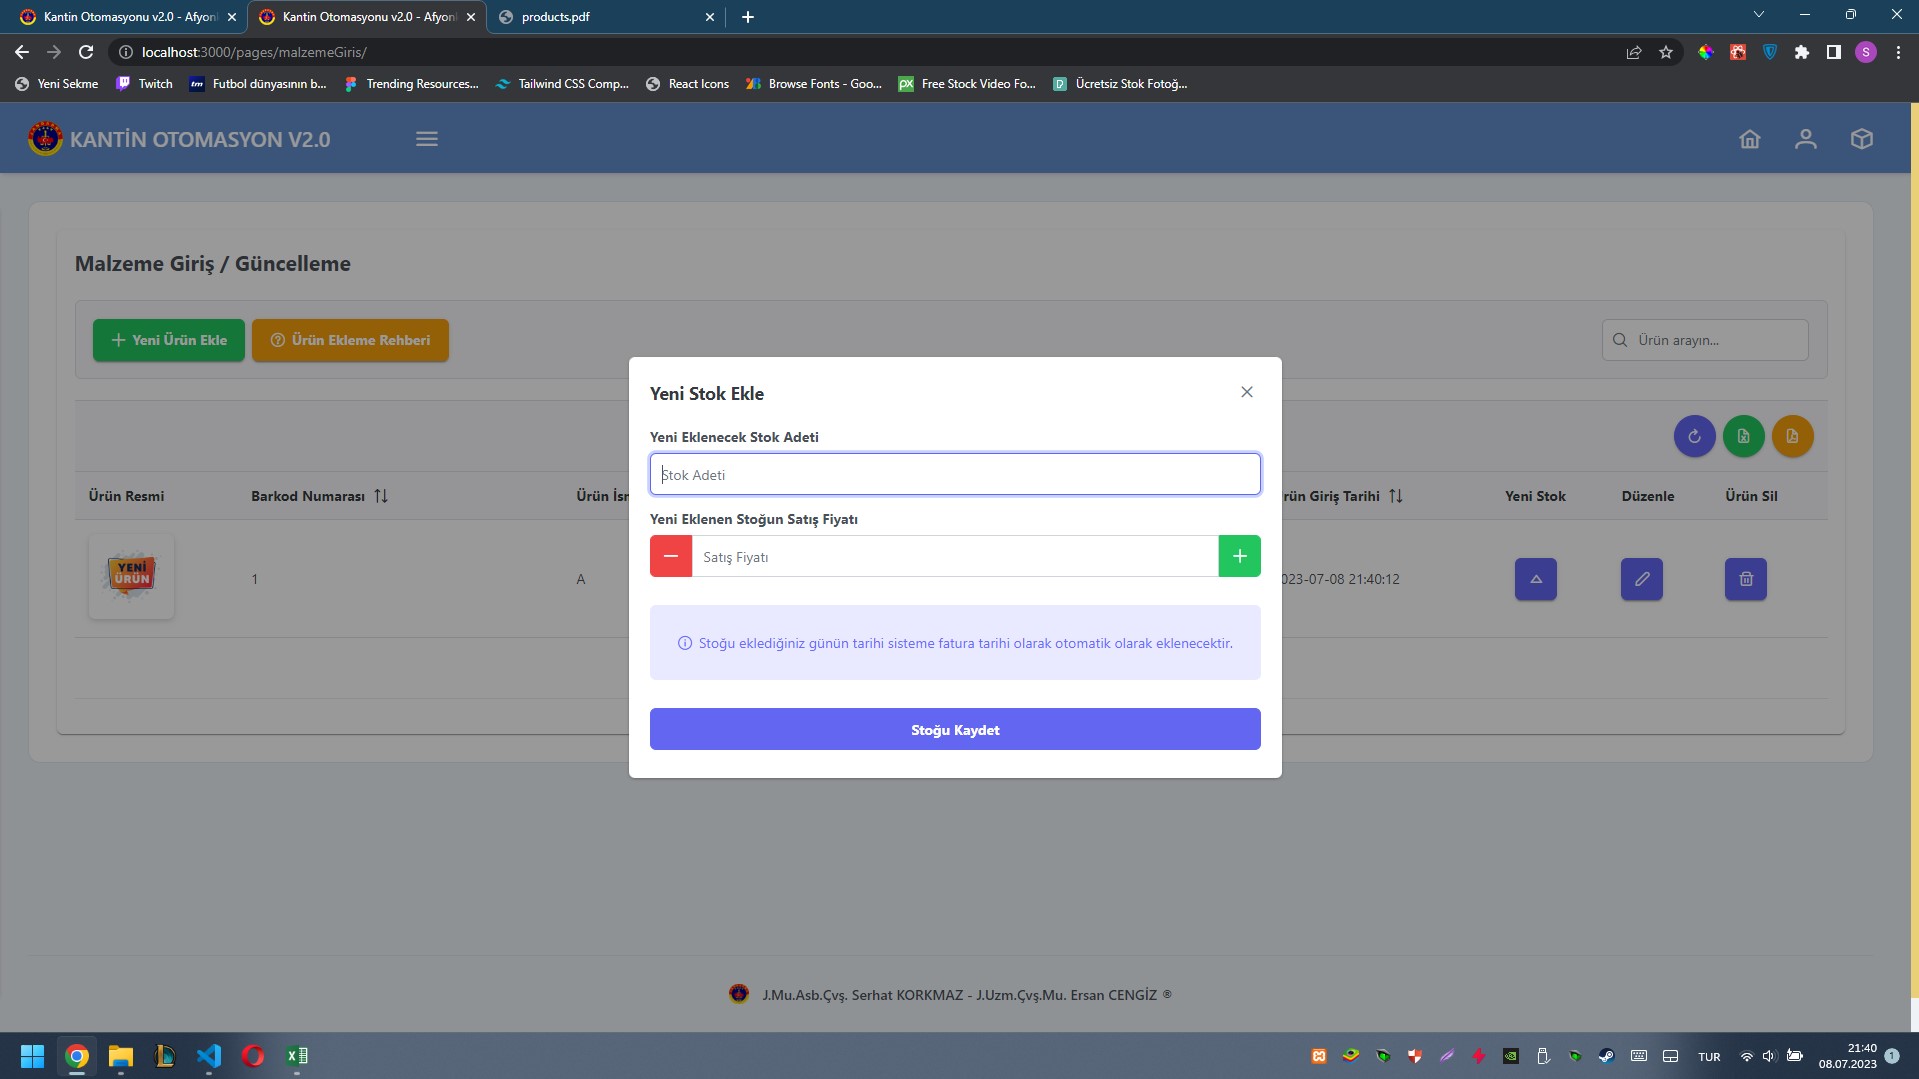 Kantin Otomasyonu v2.0 - Afyon
Kantin Otomasyonu v2.0 - Afyonl
products.pdf
localhost:3000/pages/malzemeGiris/
S
Yeni Sekme
Twitch
tm
Futbol dünyasının b...
Trending Resources...
Tailwind CSS Comp...
React Icons
Browse Fonts - Goo...
px
Free Stock Video Fo...
Ücretsiz Stok Fotoğ...
KANTİN OTOMASYON V2.0
Malzeme Giriş / Güncelleme
Yeni Ürün Ekle
Ürün Ekleme Rehberi
Ürün arayın...
Yeni Stok Ekle
Yeni Eklenecek Stok Adeti
Stok Adeti
Yeni Eklenen Stoğun Satış Fiyatı
Satış Fiyatı
Stoğu eklediğiniz günün tarihi sisteme fatura tarihi olarak otomatik olarak eklenecektir.
Stoğu Kaydet
Ürün Resmi
Barkod Numarası
Ürün İsr
rün Giriş Tarihi
Yeni Stok
Düzenle
Ürün Sil
YENİ
ÜRÜN
1
A
023-07-08 21:40:12
J.Mu.Asb.Çvş. Serhat KORKMAZ - J.Uzm.Çvş.Mu. Ersan CENGİZ ®
TUR
21:40
08.07.2023
1